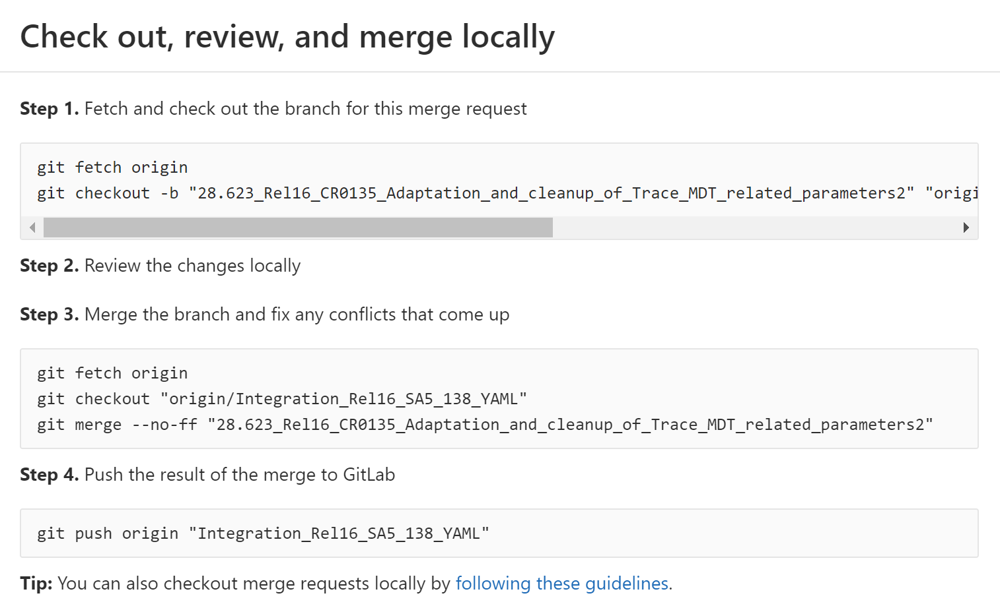 Check out, review, and merge locally
Step 1. Fetch and check out the branch for this merge request
git fetch origin
git checkout -b "28.623_Rel16_CR0135_Adaptation_and_cleanup_of_Trace_MDT_related_parameters2" "origi
Step 2. Review the changes locally
Step 3. Merge the branch and fix any conflicts that come up
git fetch origin
git checkout "origin/Integration_Rel16_SA5_138_YAML"
git merge --no-ff "28.623_Rel16_CR0135_Adaptation_and_cleanup_of_Trace_MDT_related_parameters2"
Step 4. Push the result of the merge to GitLab
git push origin "Integration_Rel16_SA5_138_YAML"
Tip: You can also checkout merge requests locally by following these guidelines.